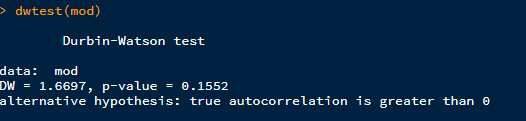 > dwtest(mod)
Durbin-Watson test
data:  mod
DW = 1.6697, p-value = 0.1552
alternative hypothesis: true autocorrelation is greater than 0